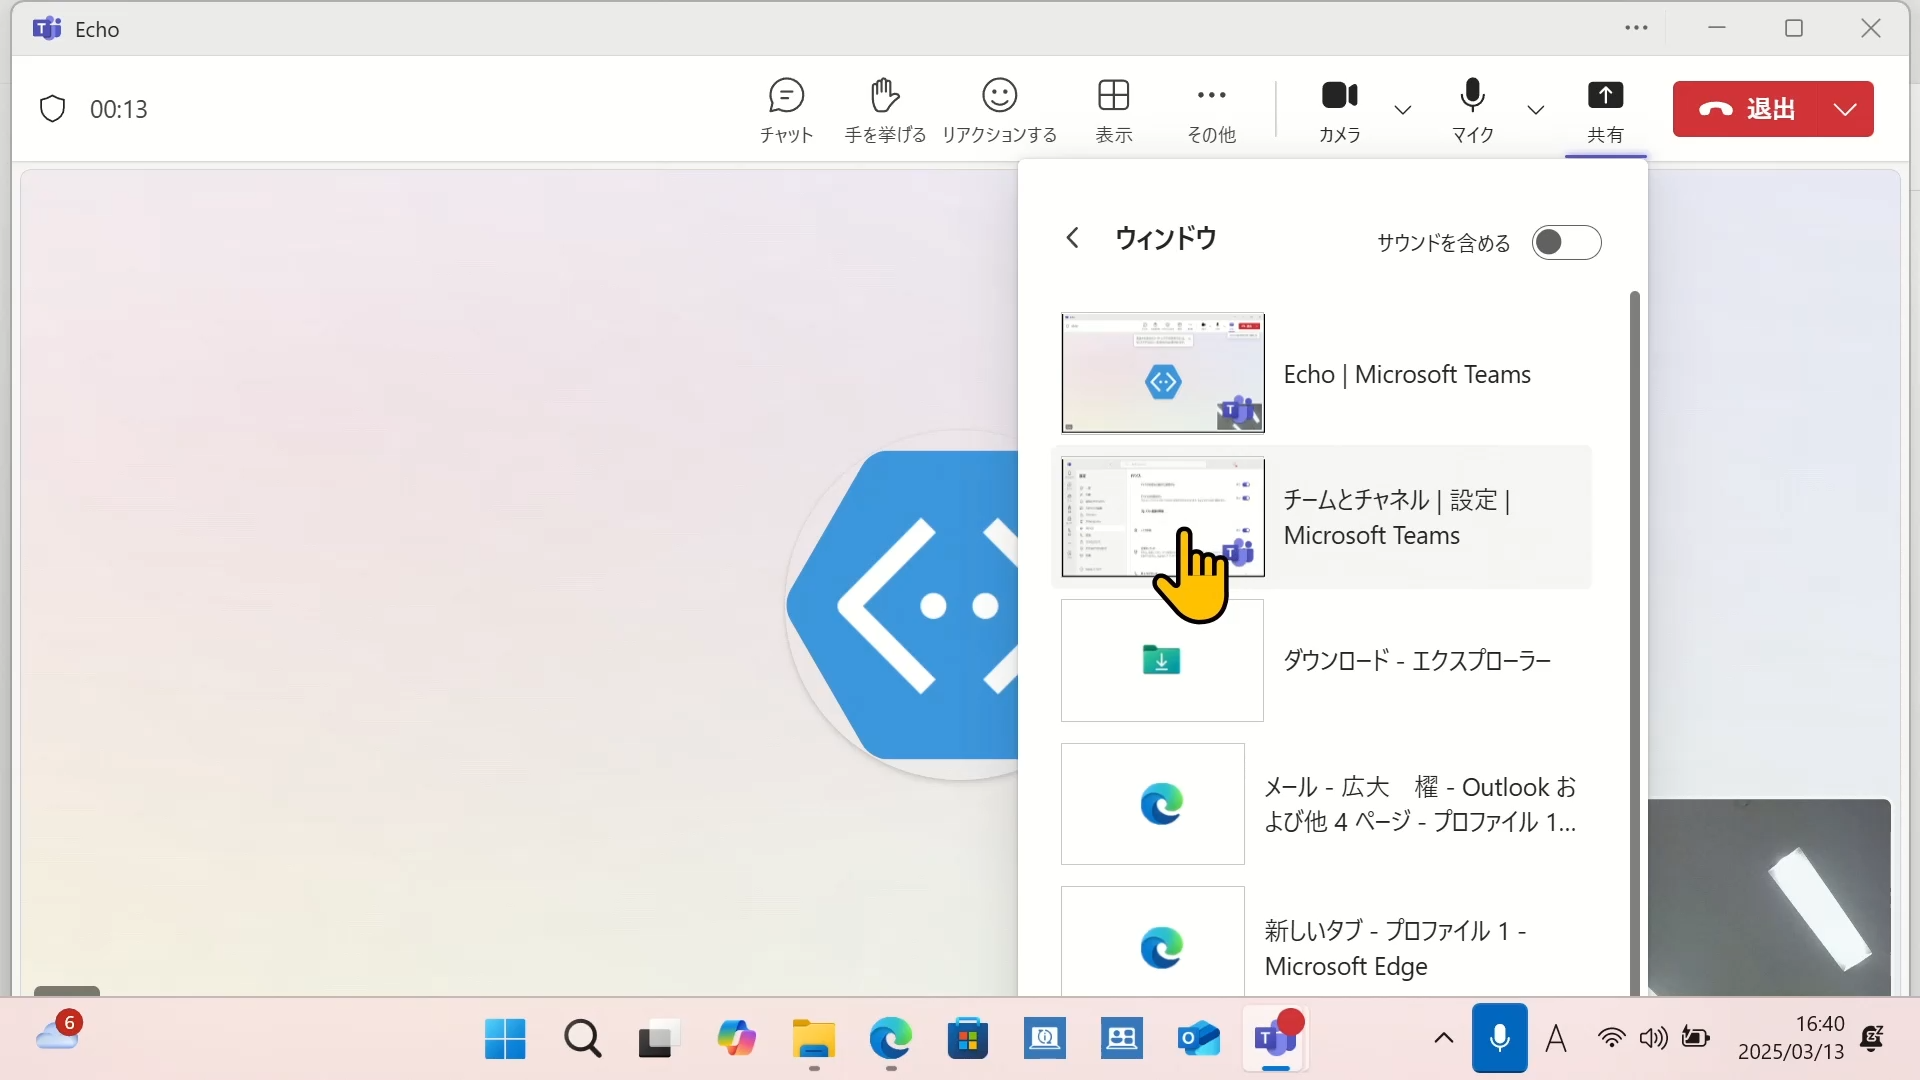 Echo
00:13
チャット
手を挙げる
リアクションする
表示
その他
カメラ
マイク
共有
退出
ウィンドウ
サウンドを含める
Echo | Microsoft Teams
チームとチャネル | 設定 |
Microsoft Teams
ダウンロード - エクスプローラー
メール - 広大 櫂 - Outlook お
よび他 4 ページ - プロファイル 1...
新しいタブ - プロファイル 1 -
Microsoft Edge
6
A
16:40
2025/03/13